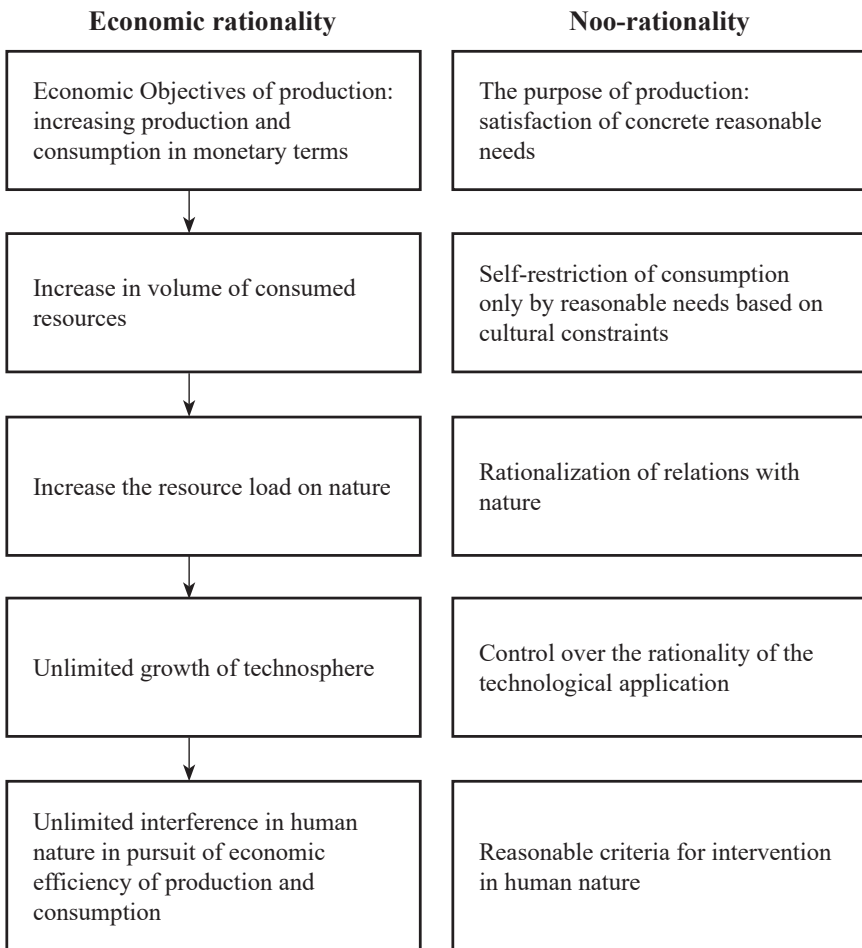 Economic rationality
Noo-rationality
Economic Objectives of production:
increasing production and
consumption in monetary terms
The purpose of production:
satisfaction of concrete reasonable
needs
Increase in volume of consumed
resources
Self-restriction of consumption
only by reasonable needs based on
cultural constraints
Increase the resource load on nature
Rationalization of relations with
nature
Unlimited growth of technosphere
Control over the rationality of the
technological application
Unlimited interference in human
nature in pursuit of economic
efficiency of production and
consumption
Reasonable criteria for intervention
in human nature